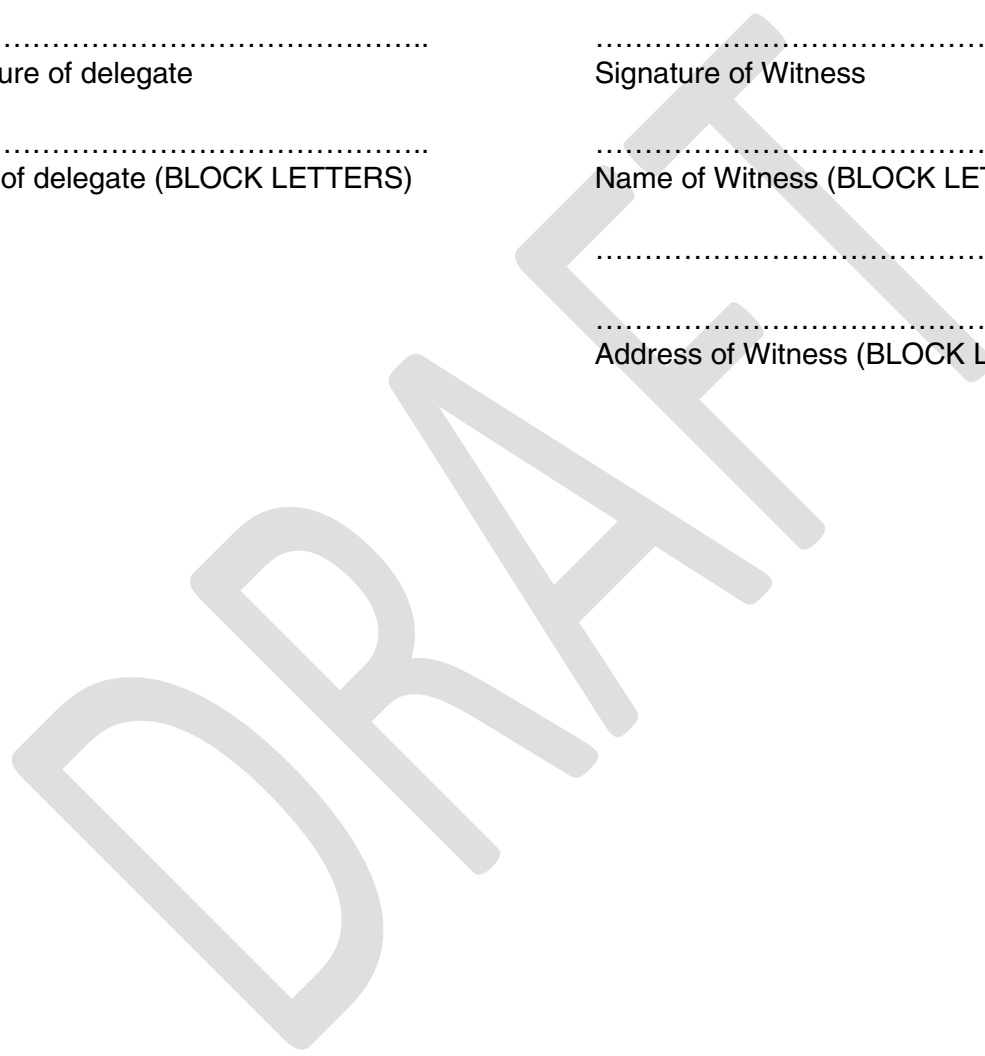 ure of delegate
of delegate (BLOCK LETTERS)
Signature of Witness
Name of Witness (BLOCK LET
Address of Witness (BLOCK L
DRAFT